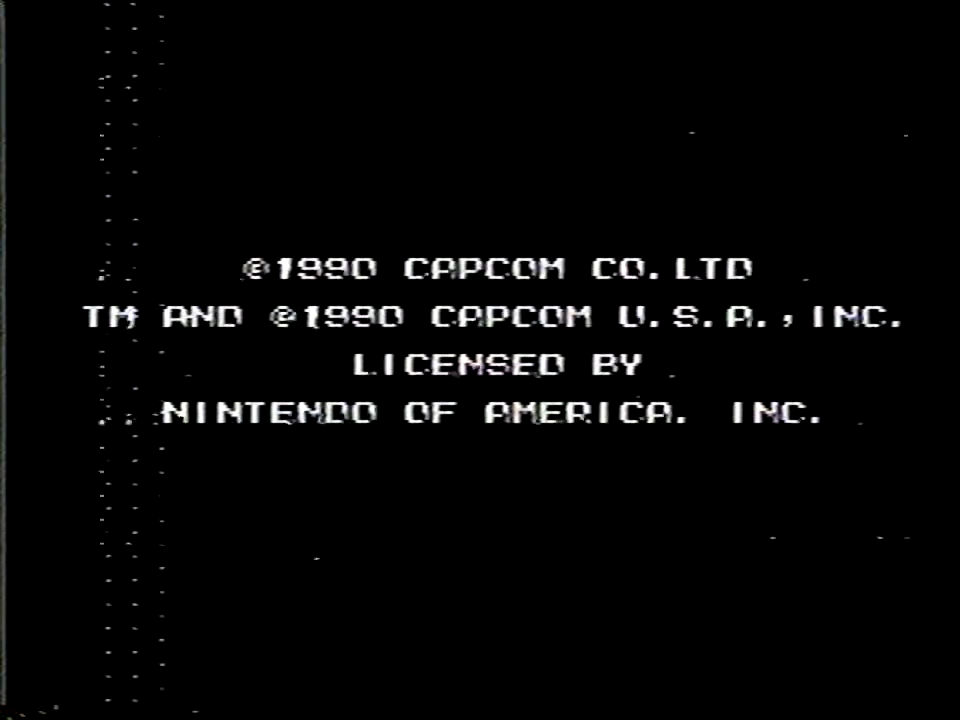 ©1990 CAPCOM CO.LTD
TM AND ©1990 CAPCOM U.S.A.,INC.
LICENSED BY
NINTENDO OF AMERICA. INC.